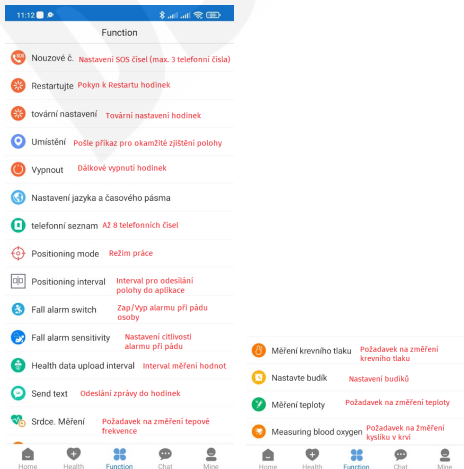 11:12
Function
Nouzové č. Nastavení SOS čísel (max. 3 telefonní čísla)
Restartujte Pokyn k Restartu hodinek
tovární nastavení Tovární nastavení hodinek
Umístění Pošle příkaz pro okamžité zjištění polohy
Vypnout Dálkové vypnutí hodinek
Nastavení jazyka a časového pásma
telefonní seznam Až 8 telefonních čísel
Positioning mode Režim práce
Positioning interval Interval pro odesílání
polohy do aplikace
Fall alarm switch Zap/Vyp alarmu při pádu
osoby
Fall alarm sensitivity Nastavení citlivosti
alarmu při pádu
Health data upload interval Interval měření hodnot
Send text Odeslání zprávy do hodinek
Srdce. Měření Požadavek na změření tepové
frekvence
Home Health Function Chat Mine
Měření krevního tlaku Požadavek na změření
krevního tlaku
Nastavte budík Nastavení budíků
Měření teploty Požadavek na změření teploty
Measuring blood oxygen Požadavek na změření
kyslíku v krvi
Home Health Function Chat Mine